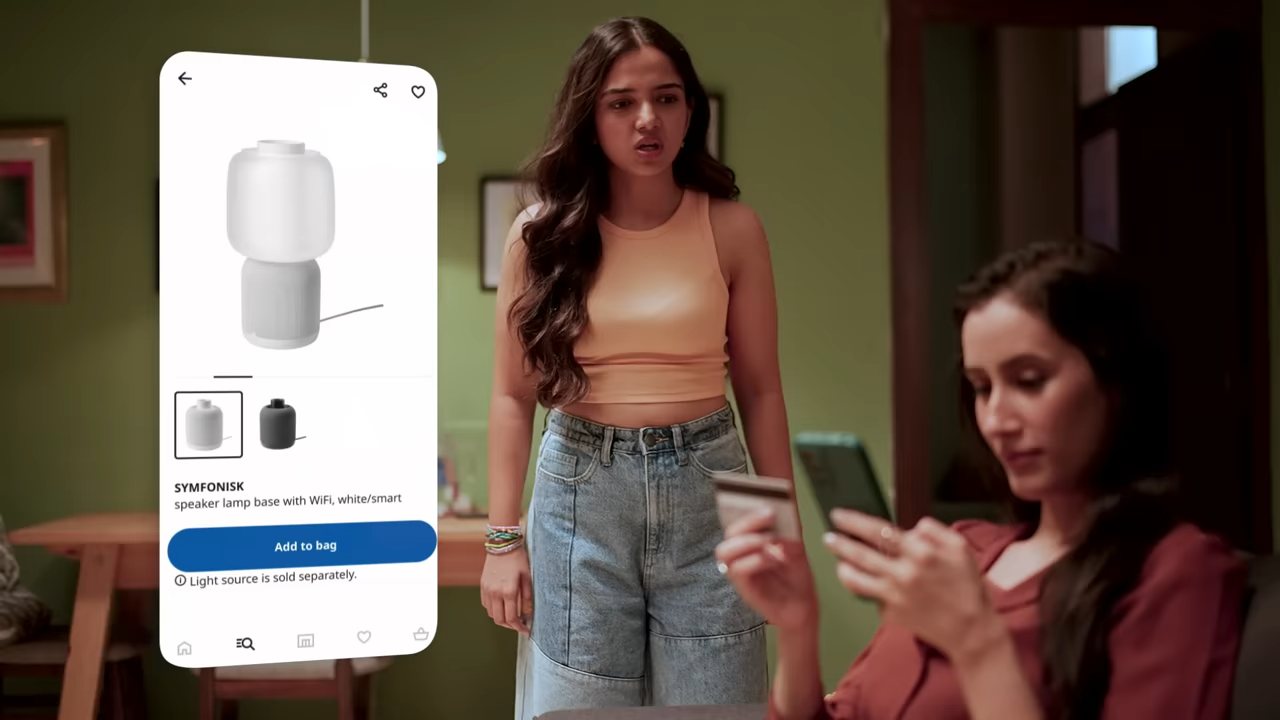 SYMFONISK
speaker lamp base with WiFi, white/smart
Add to bag
Light source is sold separately.